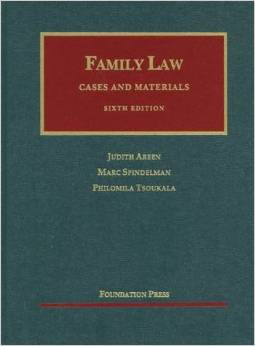 FAMILY LAW
CASES AND MATERIALS
SIXTH EDITION
JUDITH AREEN
MARC SPINDELMAN
PHILOMILA TSOUKALA
FOUNDATION PRESS